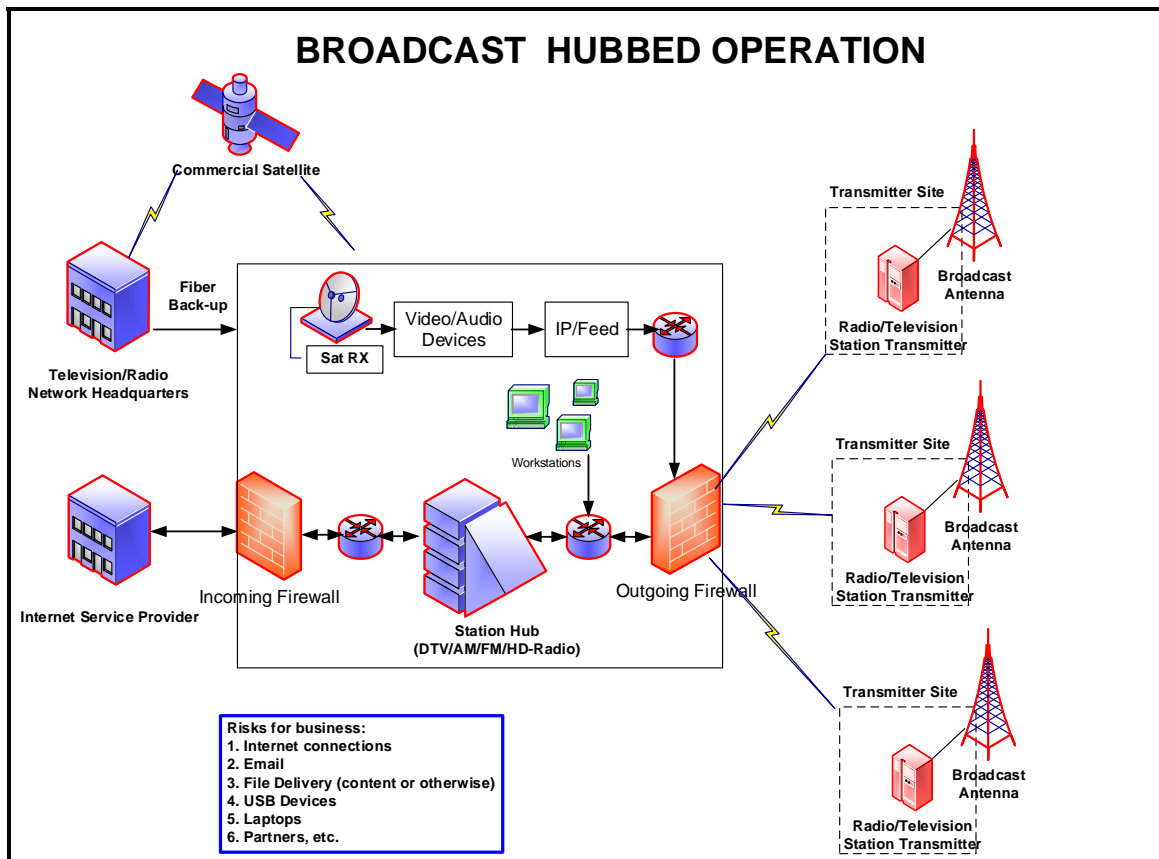 BROADCAST HUBBED OPERATION
Commercial Satellite
Fiber
Back-up
Television/Radio
Network Headquarters
Sat RX
Video/Audio
Devices
IP/Feed
Workstations
Internet Service Provider
Incoming Firewall
Station Hub
(DTV/AM/FM/HD-Radio)
Outgoing Firewall
Transmitter Site
Broadcast
Antenna
Radio/Television
Station Transmitter
Transmitter Site
Broadcast
Antenna
Radio/Television
Station Transmitter
Transmitter Site
Broadcast
Antenna
Radio/Television
Station Transmitter
Risks for business:
1. Internet connections
2. Email
3. File Delivery (content or otherwise)
4. USB Devices
5. Laptops
6. Partners, etc.